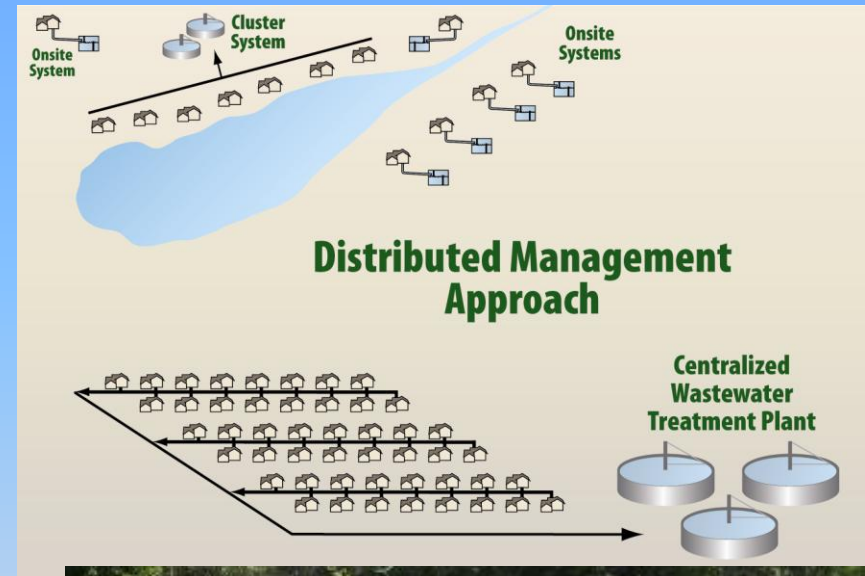 Cluster
System
Onsite
System
Onsite
Systems
Distributed Management
Approach
Centralized
Wastewater
Treatment Plant